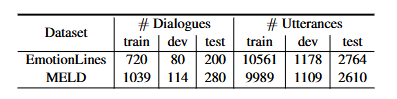 Dataset # Dialogues # Utterances
train dev test train dev test
EmotionLines 720 80 200 10561 1178 2764
MELD 1039 114 280 9989 1109 2610